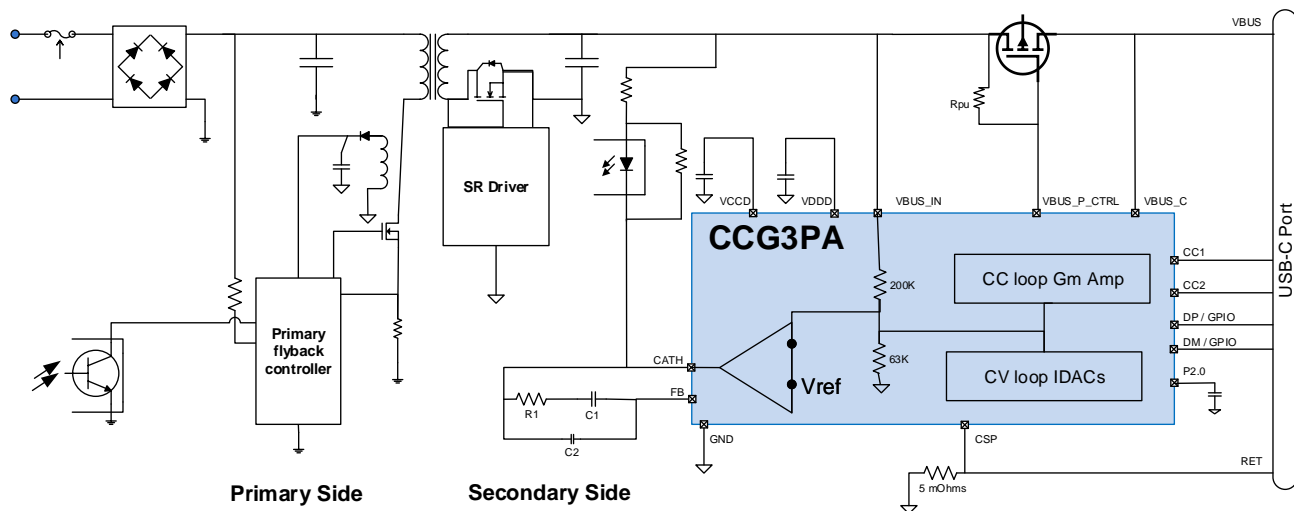 VBUS
Rpu
SR Driver
VCCD
VDDD
VBUS_IN
VBUS_P_CTRL
VBUS_C
CCG3PA
CC1
CC loop Gm Amp
200K
CC2
USB-C Port
Primary flyback controller
DP / GPIO
DM / GPIO
CATH
63K
CV loop IDACs
P2.0
Vref
FB
R1
C1
C2
GND
CSP
RET
5 mOhms
Primary Side
Secondary Side